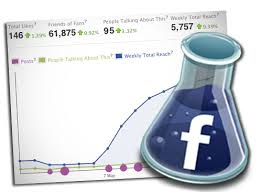 Total Likes? Friends of Fans? People Talking About This? Weekly Total Reach?
146 1.39% 61,875 0.92% 95 1.32% 5,757 9.39%
Posts? People Talking About This? Weekly Total Reach?
7 May
f